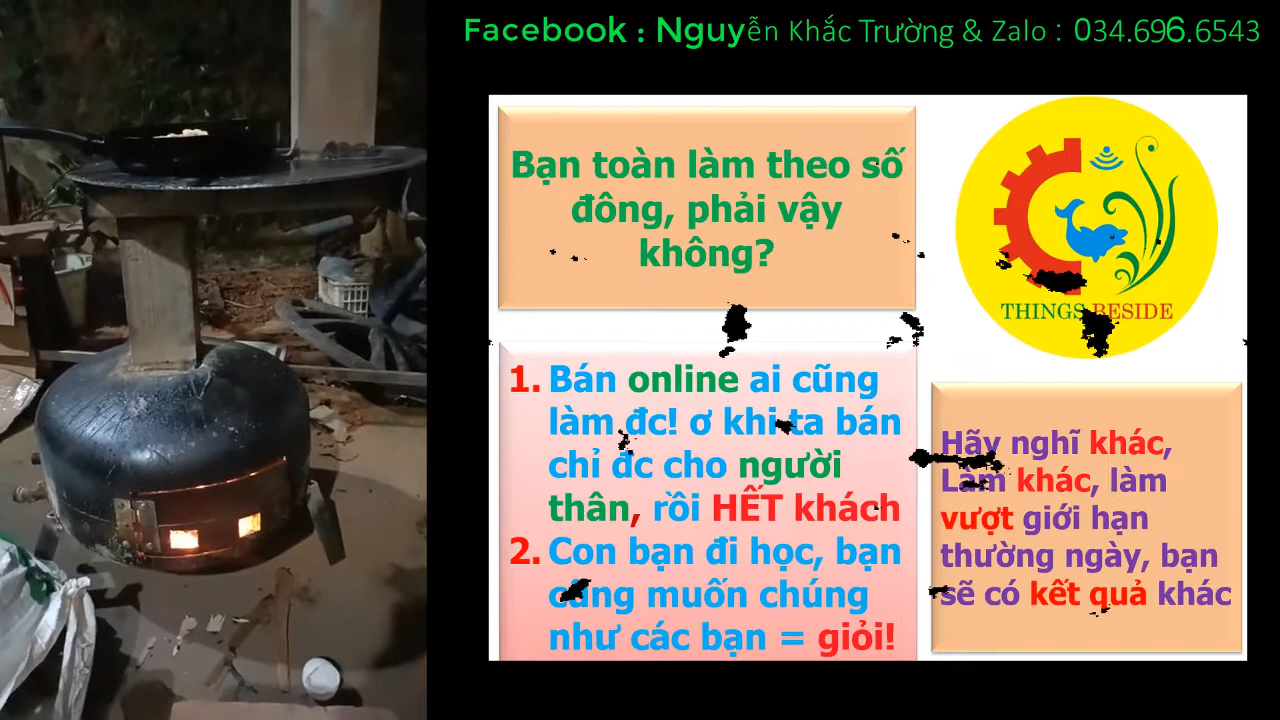 Facebook : Nguyễn Khắc Trường & Zalo : 034.696.6543
Bạn toàn làm theo số
đông, phải vậy
không?
THINGS BESIDE
1. Bán online ai cũng
làm đc! ơ khi ta bán
chỉ đc cho người
thân, rồi HẾT khách
2. Con bạn đi học, bạn
cũng muốn chúng
như các bạn = giỏi!
Hãy nghĩ khác,
Làm khác, làm
vượt giới hạn
thường ngày, bạn
sẽ có kết quả khác